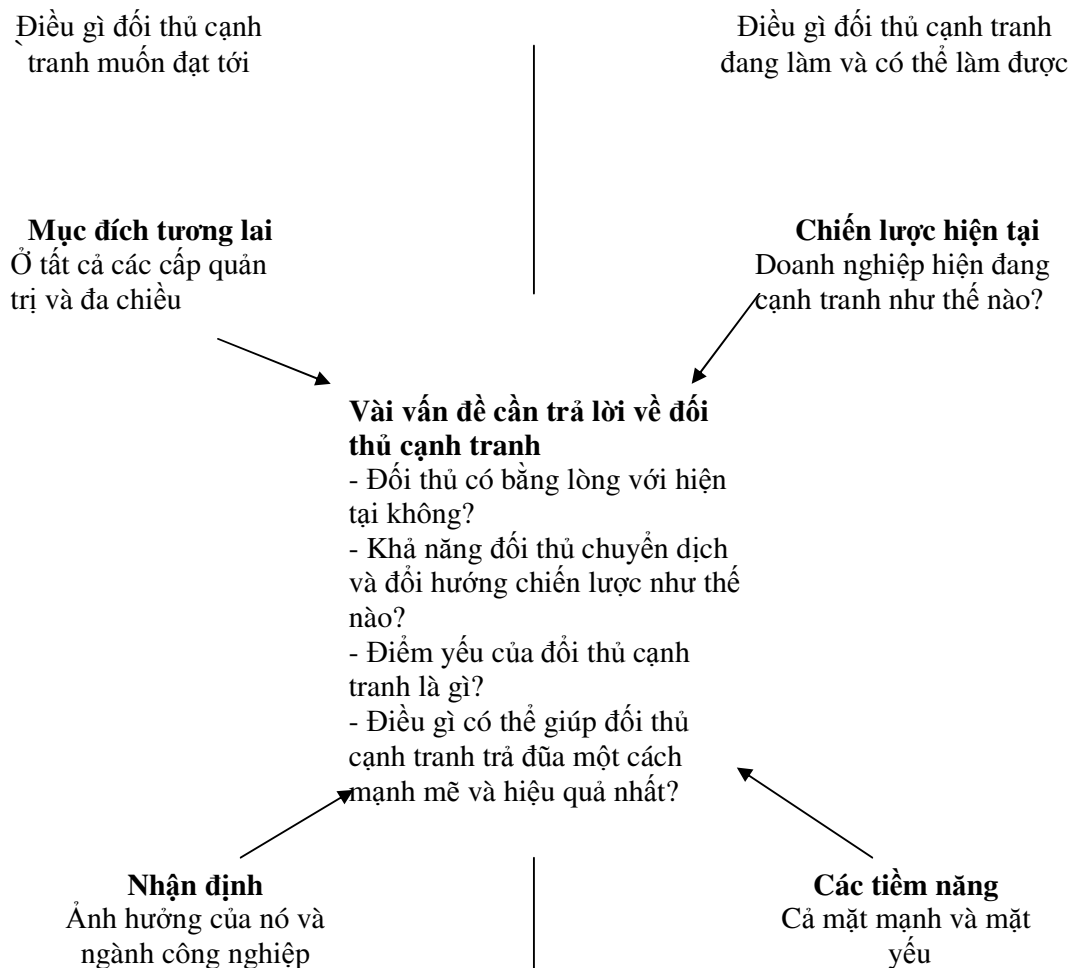 Điều gì đối thủ cạnh
tranh muốn đạt tới
Điều gì đối thủ cạnh tranh
đang làm và có thể làm được
Mục đích tương lai
Ở tất cả các cấp quản
trị và đa chiều
Chiến lược hiện tại
Doanh nghiệp hiện đang
cạnh tranh như thế nào?
Vài vấn đề cần trả lời về đối
thủ cạnh tranh
- Đối thủ có bằng lòng với hiện
tại không?
- Khả năng đối thủ chuyển dịch
và đổi hướng chiến lược như thế
nào?
- Điểm yếu của đổi thủ cạnh
tranh là gì?
- Điều gì có thể giúp đối thủ
cạnh tranh trả đũa một cách
mạnh mẽ và hiệu quả nhất?
Nhận định
Ảnh hưởng của nó và
ngành công nghiệp
Các tiềm năng
Cả mặt mạnh và mặt
yếu